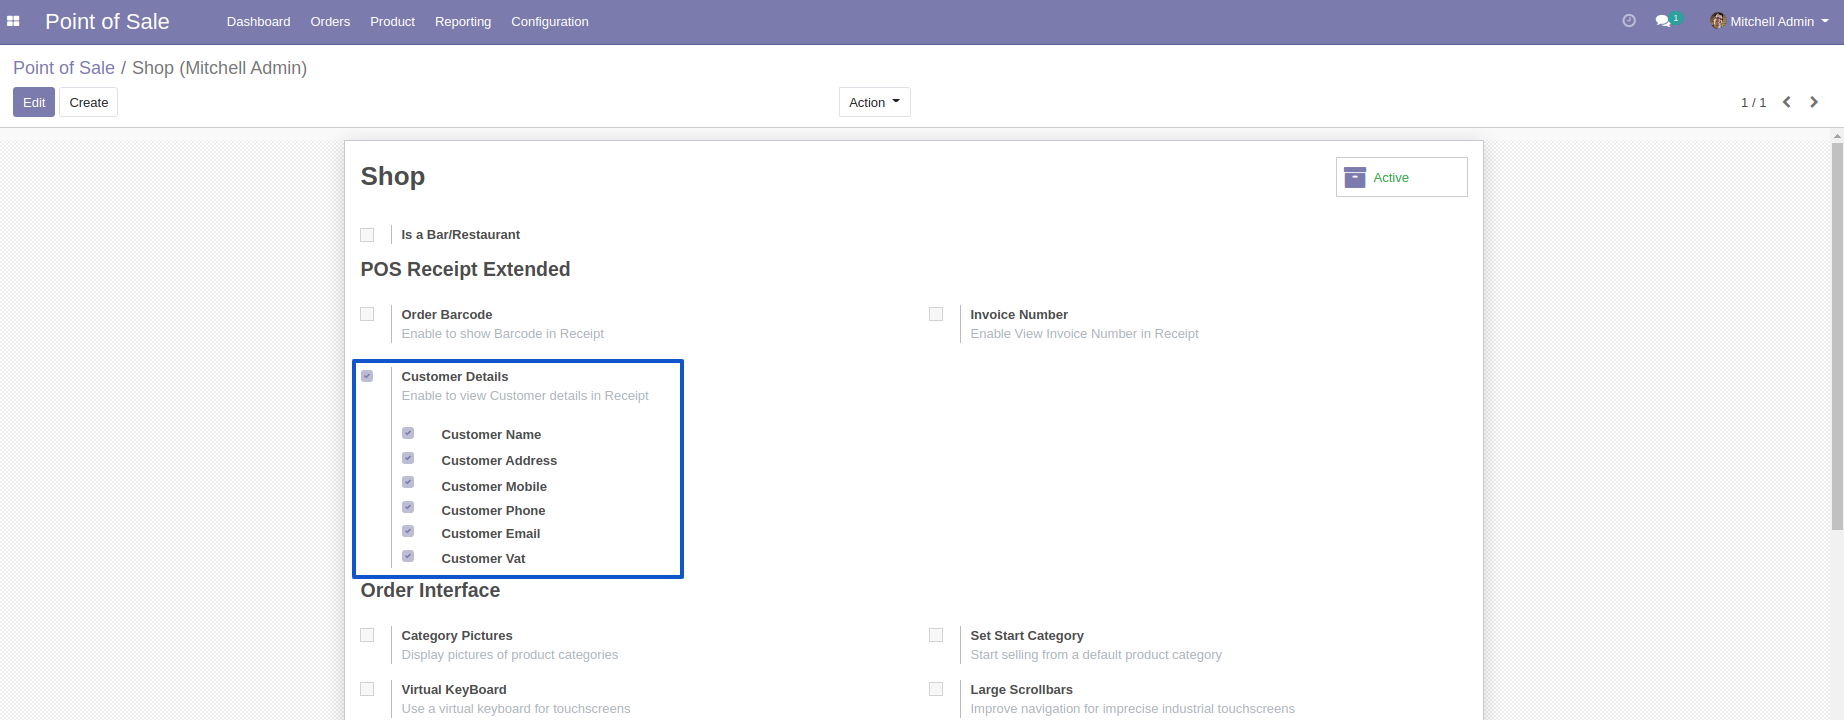 Point of Sale Dashboard Orders Product Reporting Configuration 1 Mitchell Admin
Point of Sale / Shop (Mitchell Admin)
Edit Create Action 1 / 1
Shop Active
Is a Bar/Restaurant
POS Receipt Extended
Order Barcode Invoice Number
Enable to show Barcode in Receipt Enable View Invoice Number in Receipt
Customer Details
Enable to view Customer details in Receipt
Customer Name
Customer Address
Customer Mobile
Customer Phone
Customer Email
Customer Vat
Order Interface
Category Pictures Set Start Category
Display pictures of product categories Start selling from a default product category
Virtual KeyBoard Large Scrollbars
Use a virtual keyboard for touchscreens Improve navigation for imprecise industrial touchscreens